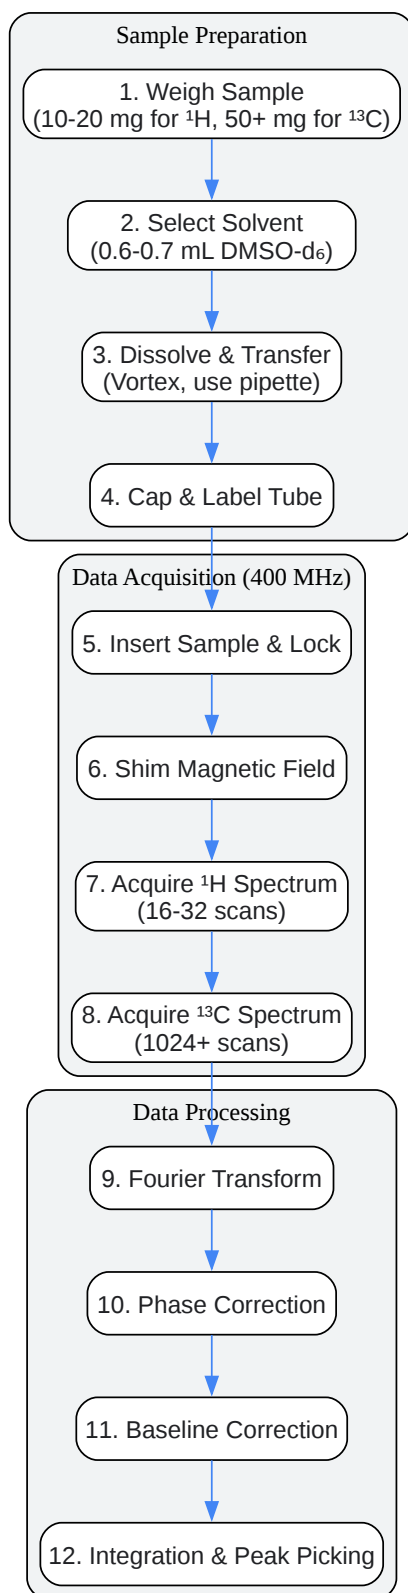 Sample Preparation
1. Weigh Sample
(10-20 mg for ¹H, 50+ mg for ¹³C)
2. Select Solvent
(0.6-0.7 mL DMSO-d₆)
3. Dissolve & Transfer
(Vortex, use pipette)
4. Cap & Label Tube
Data Acquisition (400 MHz)
5. Insert Sample & Lock
6. Shim Magnetic Field
7. Acquire ¹H Spectrum
(16-32 scans)
8. Acquire ¹³C Spectrum
(1024+ scans)
Data Processing
9. Fourier Transform
10. Phase Correction
11. Baseline Correction
12. Integration & Peak Picking